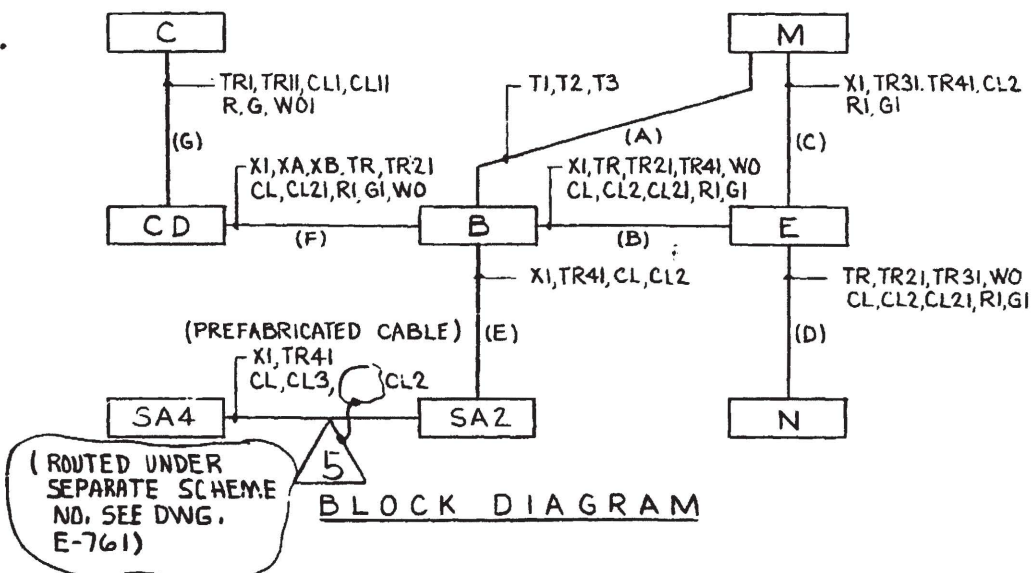 C
M
TR1, TR11, CL1, CL11
R, G, WO1
T1, T2, T3
X1, TR31. TR41, CL2
R1, G1
(A)
(G)
(C)
X1, XA, XB, TR, TR21
CL, CL21, R1, G1, WO
X1, TR, TR21, TR41, WO
CL, CL2, CL21, R1, G1
CD
B
E
(F)
(B)
X1, TR41, CL, CL2
TR, TR21, TR31, WO
CL, CL2, CL21, R1, G1
(PREFABRICATED CABLE)
(E)
(D)
X1, TR41
CL, CL3, CL2
SA4
SA2
N
5
(ROUTED UNDER
SEPARATE SCHEME
NO. SEE DWG.
E-761)
BLOCK DIAGRAM